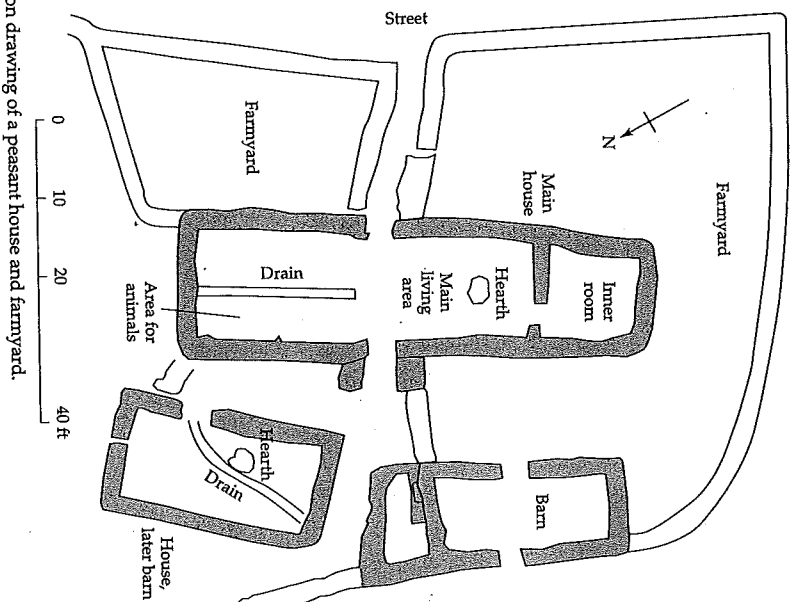 Street
Farmyard
N
Farmyard
Main
house
Inner
room
Hearth
Main
living
area
Drain
Area for
animals
Hearth
Drain
House,
later barn
Barn
0 10 20 40 ft
on drawing of a peasant house and farmyard.